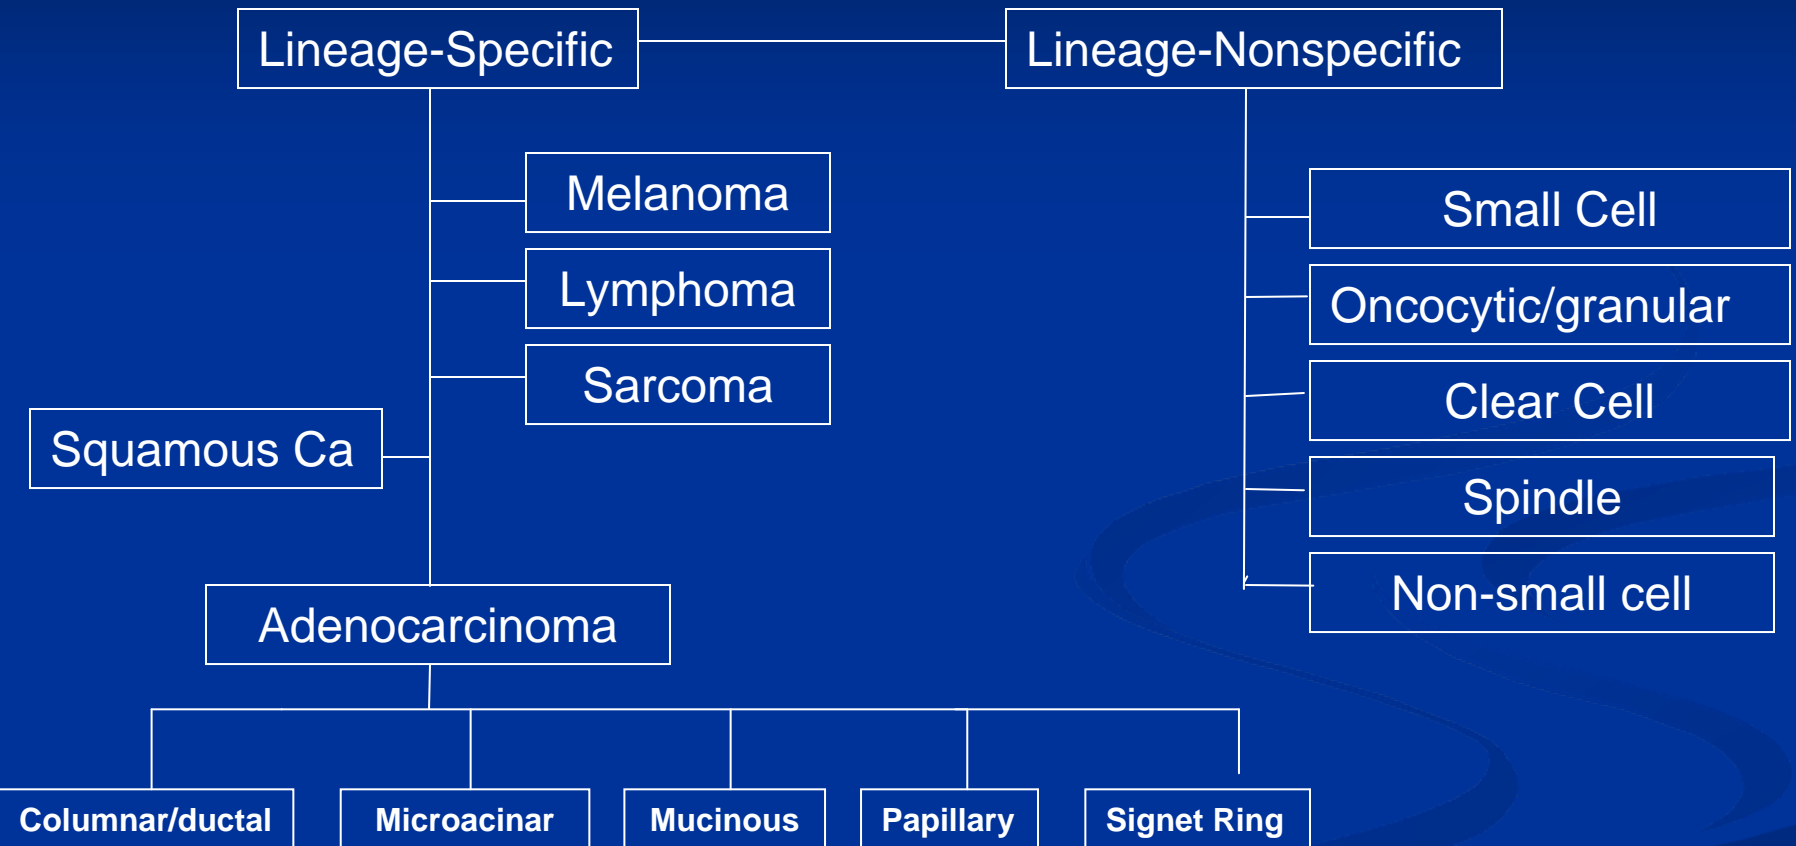 Lineage-Specific
Lineage-Nonspecific
Melanoma
Lymphoma
Sarcoma
Squamous Ca
Adenocarcinoma
Small Cell
Oncocytic/granular
Clear Cell
Spindle
Non-small cell
Columnar/ductal
Microacinar
Mucinous
Papillary
Signet Ring